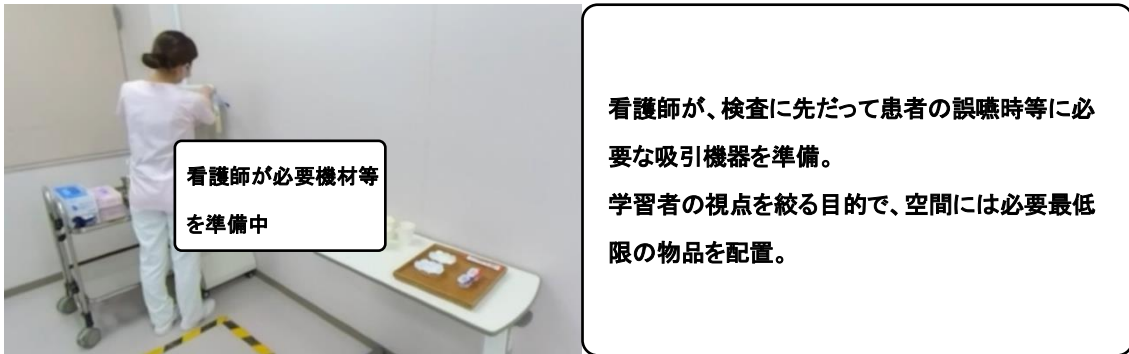 看護師が必要機材等
を準備中
看護師が、検査に先だって患者の誤嚥時等に必
要な吸引機器を準備。
学習者の視点を絞る目的で、空間には必要最低
限の物品を配置。